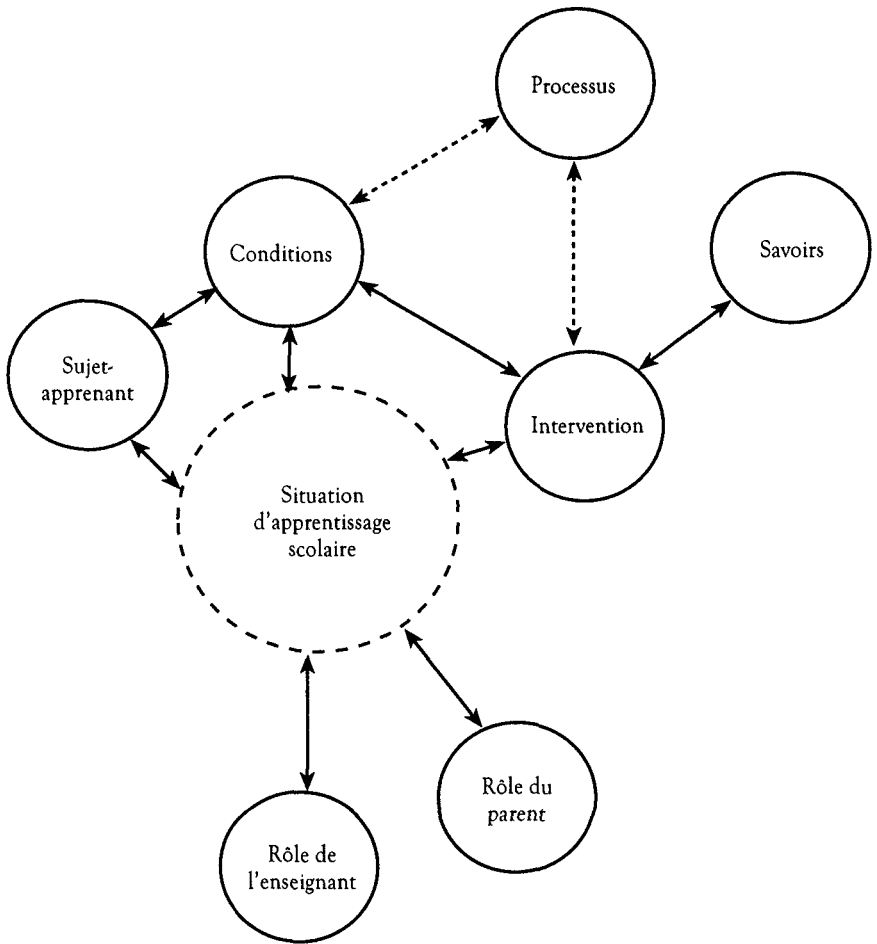 Processus
Conditions
Savoirs
Sujet-
apprenant
Intervention
Situation
d'apprentissage
scolaire
Rôle du
parent
Rôle de
l'enseignant